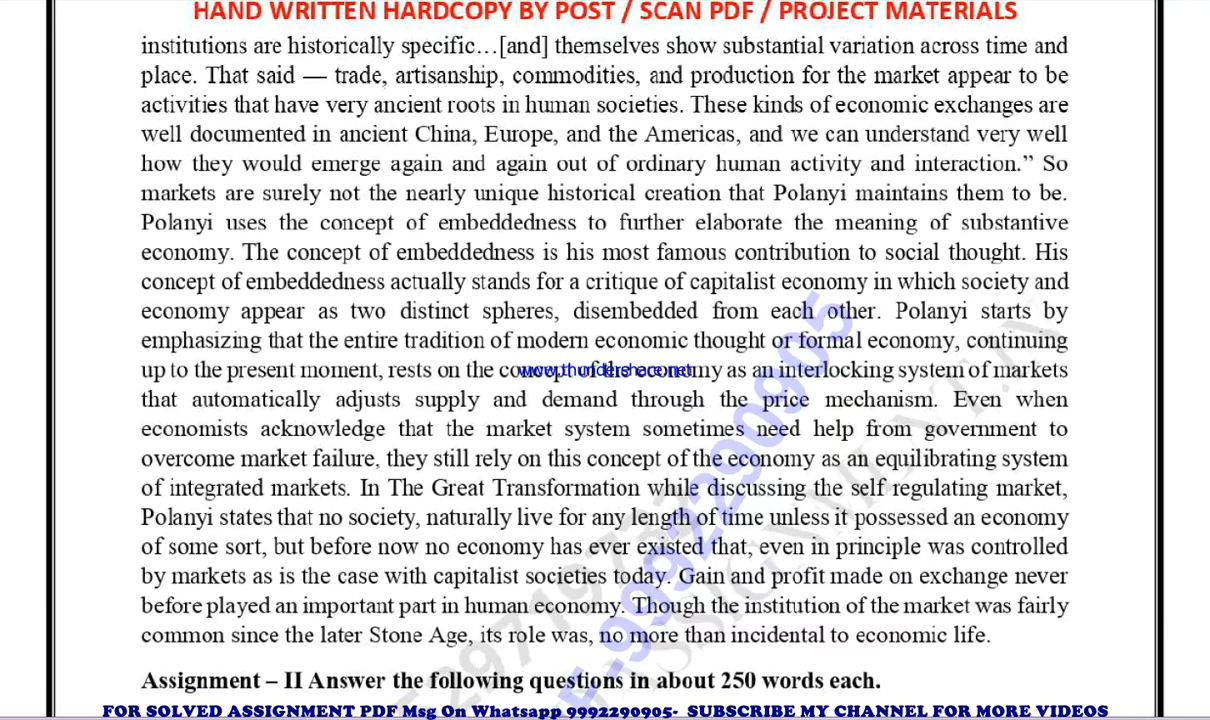 HAND WRITTEN HARDCOPY BY POST / SCAN PDF / PROJECT MATERIALS
institutions are historically specific…[and] themselves show substantial variation across time and
place. That said — trade, artisanship, commodities, and production for the market appear to be
activities that have very ancient roots in human societies. These kinds of economic exchanges are
well documented in ancient China, Europe, and the Americas, and we can understand very well
how they would emerge again and again out of ordinary human activity and interaction.” So
markets are surely not the nearly unique historical creation that Polanyi maintains them to be.
Polanyi uses the concept of embeddedness to further elaborate the meaning of substantive
economy. The concept of embeddedness is his most famous contribution to social thought. His
concept of embeddedness actually stands for a critique of capitalist economy in which society and
economy appear as two distinct spheres, disembedded from each other. Polanyi starts by
emphasizing that the entire tradition of modern economic thought or formal economy, continuing
up to the present moment, rests on the concept of the economy as an interlocking system of markets
www.thundershare.net
that automatically adjusts supply and demand through the price mechanism. Even when
economists acknowledge that the market system sometimes need help from government to
overcome market failure, they still rely on this concept of the economy as an equilibrating system
of integrated markets. In The Great Transformation while discussing the self regulating market,
Polanyi states that no society, naturally live for any length of time unless it possessed an economy
of some sort, but before now no economy has ever existed that, even in principle was controlled
by markets as is the case with capitalist societies today. Gain and profit made on exchange never
before played an important part in human economy. Though the institution of the market was fairly
common since the later Stone Age, its role was, no more than incidental to economic life.
Assignment – II Answer the following questions in about 250 words each.
FOR SOLVED ASSIGNMENT PDF Msg On Whatsapp 9992290905- SUBSCRIBE MY CHANNEL FOR MORE VIDEOS